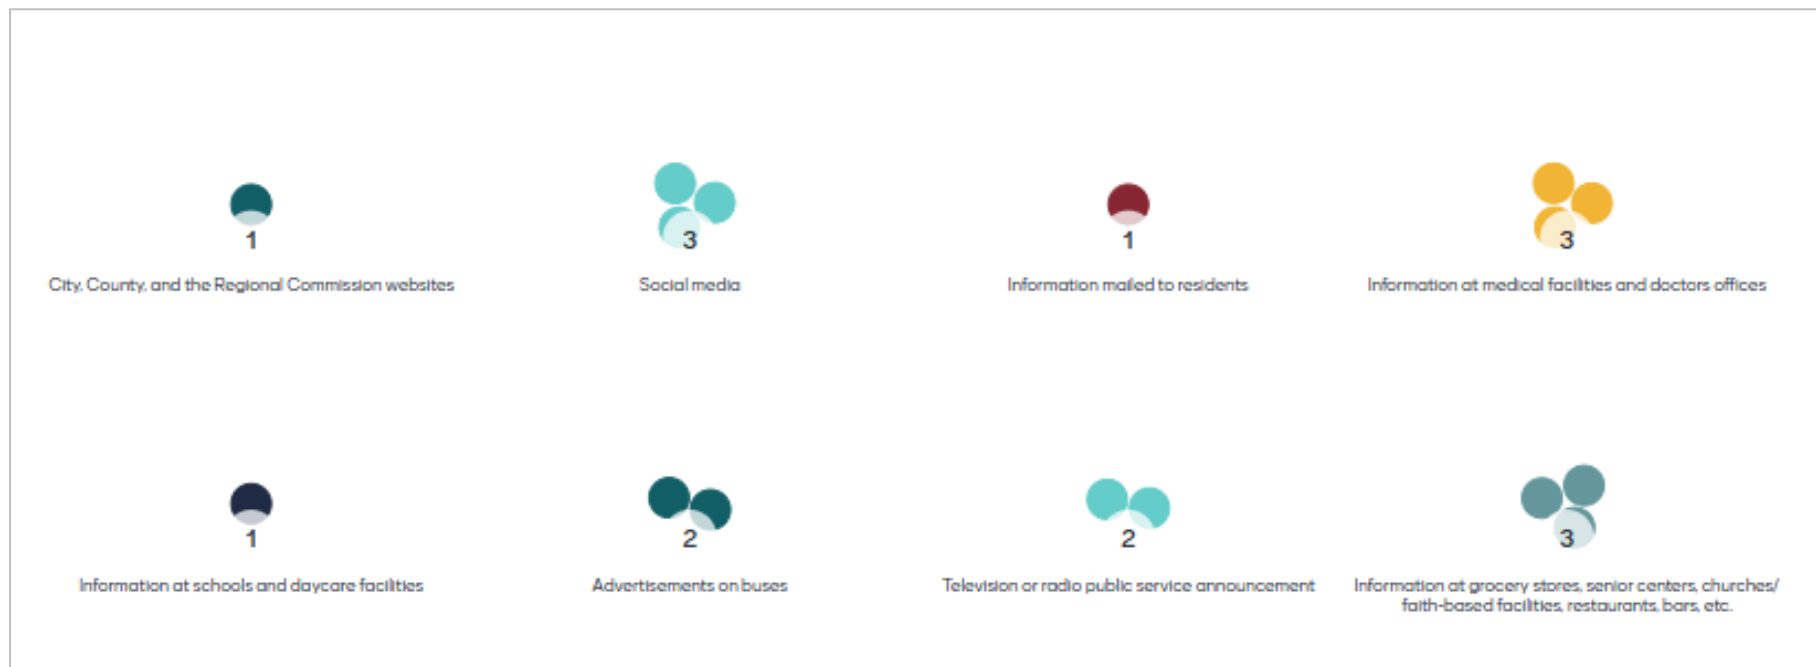 1
3
1
3
City, County, and the Regional Commission websites
Social media
Information mailed to residents
Information at medical facilities and doctors offices
1
2
2
3
Information at schools and daycare facilities
Advertisements on buses
Television or radio public service announcement
Information at grocery stores, senior centers, churches/
faith-based facilities, restaurants, bars, etc.